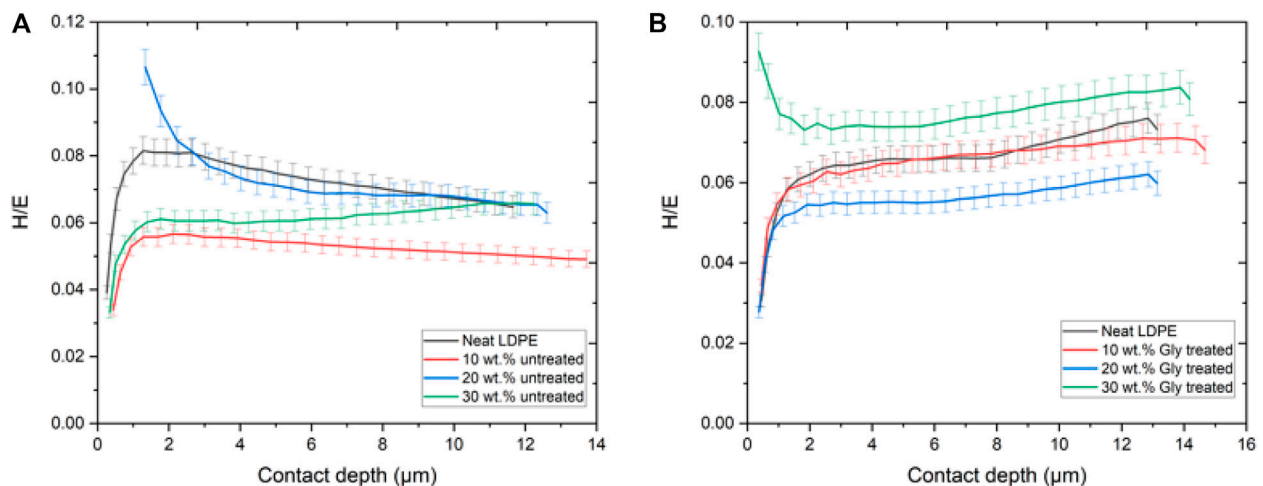 A
0.12
0.10
0.08
0.06
0.04
0.02
0.00
H/E
0 2 4 6 8 10 12 14
Contact depth (µm)
Neat LDPE
10 wt.% untreated
20 wt.% untreated
30 wt.% untreated
B
0.10
0.08
0.06
0.04
0.02
0.00
H/E
0 2 4 6 8 10 12 14 16
Contact depth (µm)
Neat LDPE
10 wt.% Gly treated
20 wt.% Gly treated
30 wt.% Gly treated